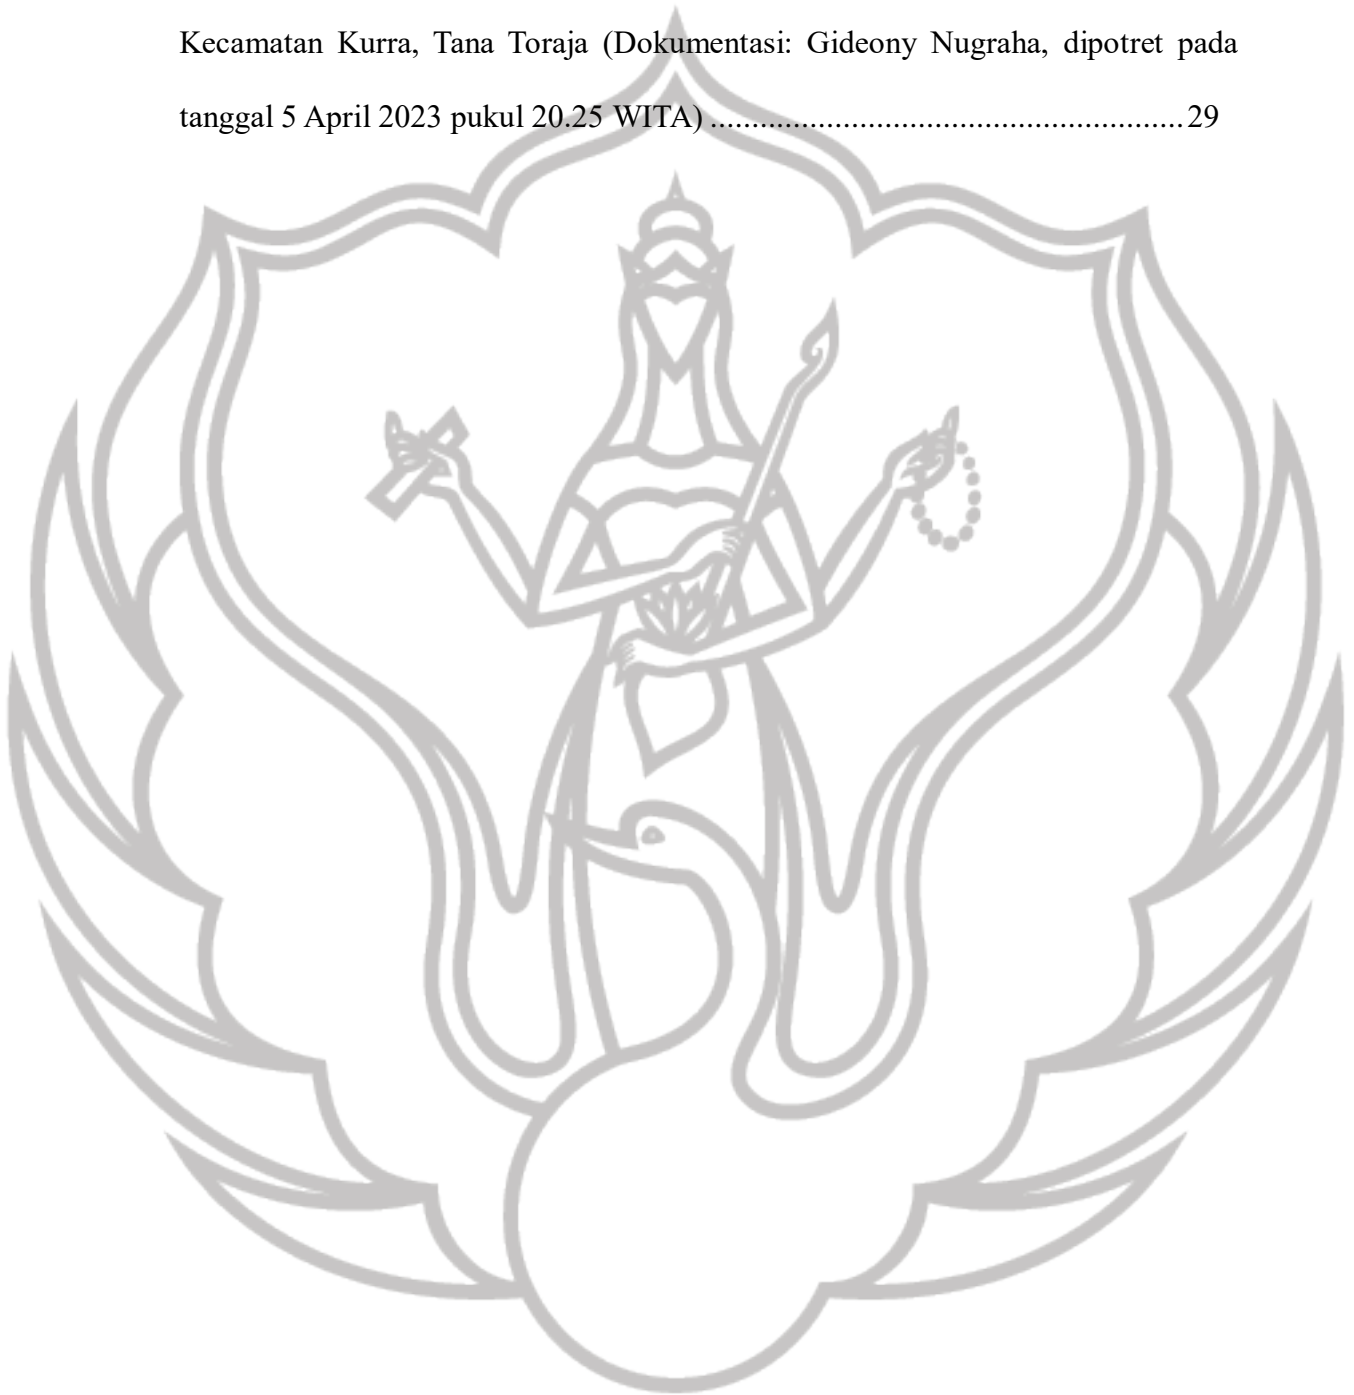 Kecamatan Kurra, Tana Toraja (Dokumentasi: Gideony Nugraha, dipotret pada
tanggal 5 April 2023 pukul 20.25 WITA) ................................................ 29